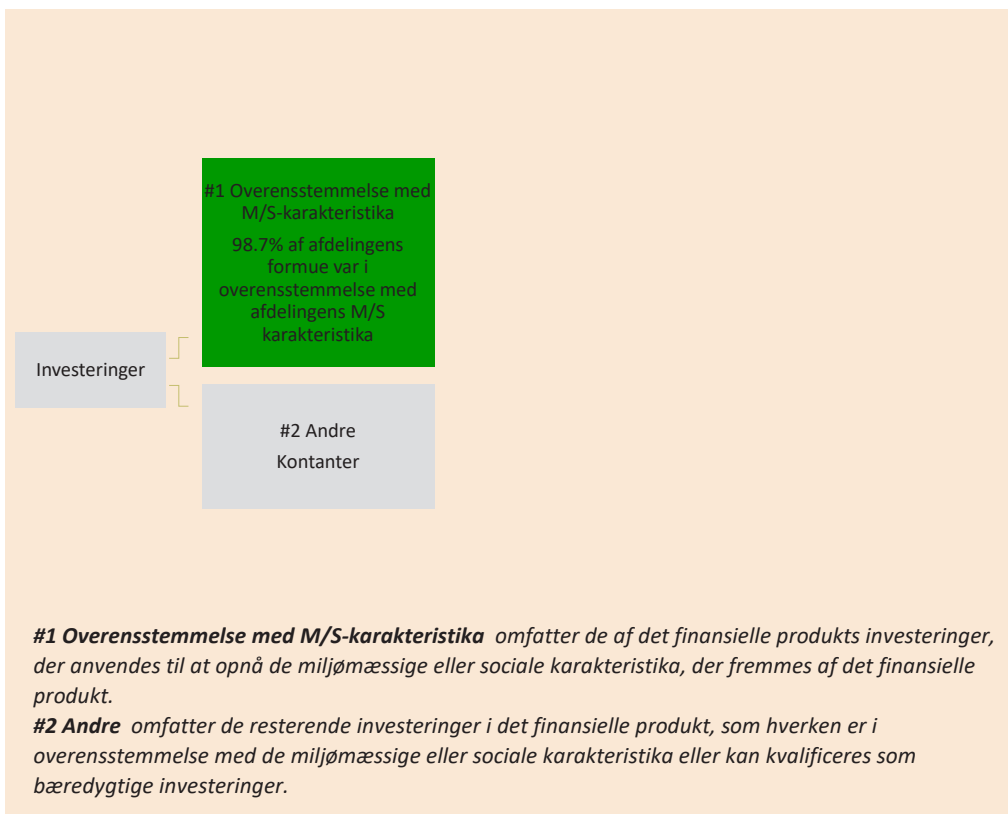 #1 Overensstemmelse med
M/S-karakteristika
98.7% af afdelingens
formue var i
overensstemmelse med
afdelingens M/S
karakteristika
Investeringer
#2 Andre
Kontanter
#1 Overensstemmelse med M/S-karakteristika omfatter de af det finansielle produkts investeringer,
der anvendes til at opnå de miljømæssige eller sociale karakteristika, der fremmes af det finansielle
produkt.
#2 Andre omfatter de resterende investeringer i det finansielle produkt, som hverken er i
overensstemmelse med de miljømæssige eller sociale karakteristika eller kan kvalificeres som
bæredygtige investeringer.